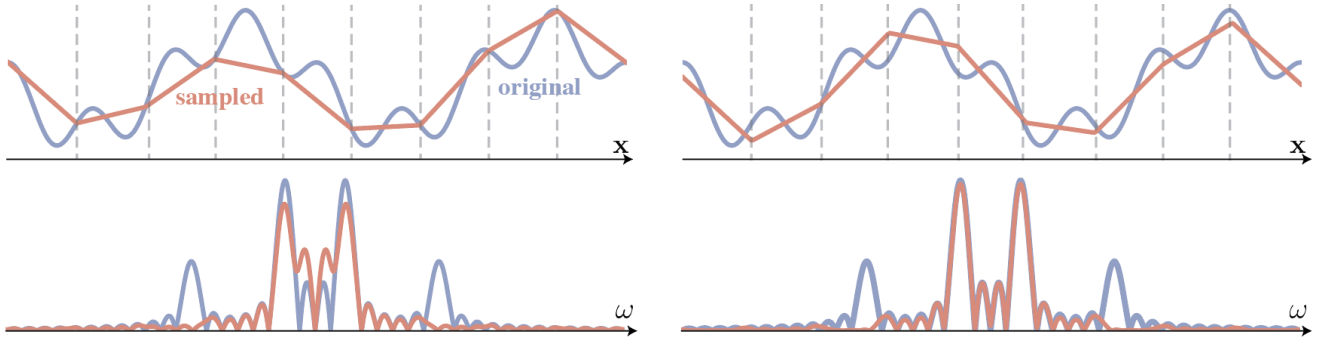 sampled
original
x
x
ω
ω